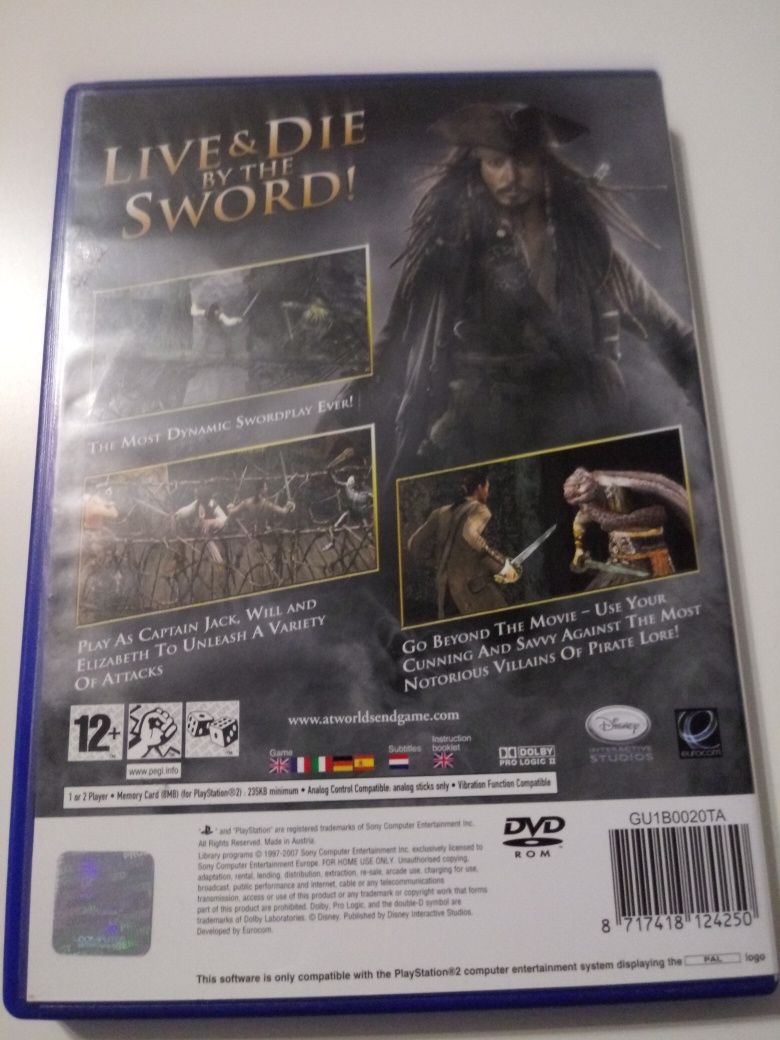 LIVE & DIE
BY THE
SWORD!
THE MOST DYNAMIC SWORDPLAY EVER!
PLAY AS CAPTAIN JACK, WILL AND
ELIZABETH TO UNLEASH A VARIETY
OF ATTACKS
GO BEYOND THE MOVIE – USE YOUR
CUNNING AND SAVVY AGAINST THE MOST
NOTORIOUS VILLAINS OF PIRATE LORE!
12+
www.pegi.info
www.atworldsendgame.com
Game
Subtitles
Instruction
booklet
DOLBY
PRO LOGIC II
Disney
INTERACTIVE
STUDIOS
eurocom
1 or 2 Player • Memory Card (8MB) (for PlayStation®2) : 235KB minimum • Analog Control Compatible: analog sticks only • Vibration Function Compatible
" and "PlayStation" are registered trademarks of Sony Computer Entertainment Inc.
All Rights Reserved. Made in Austria.
Library programs © 1997-2007 Sony Computer Entertainment Inc. exclusively licensed to
Sony Computer Entertainment Europe. FOR HOME USE ONLY. Unauthorised copying,
adaptation, rental, lending, distribution, extraction, re-sale, arcade use, charging for use,
broadcast, public performance and internet, cable or any telecommunications
transmission, access or use of this product or any trademark or copyright work that forms
part of this product are prohibited. Dolby, Pro Logic, and the double-D symbol are
trademarks of Dolby Laboratories. © Disney. Published by Disney Interactive Studios.
Developed by Eurocom.
DVD
ROM
GU1B0020TA
8 717418 124250
This software is only compatible with the PlayStation®2 computer entertainment system displaying the PAL logo